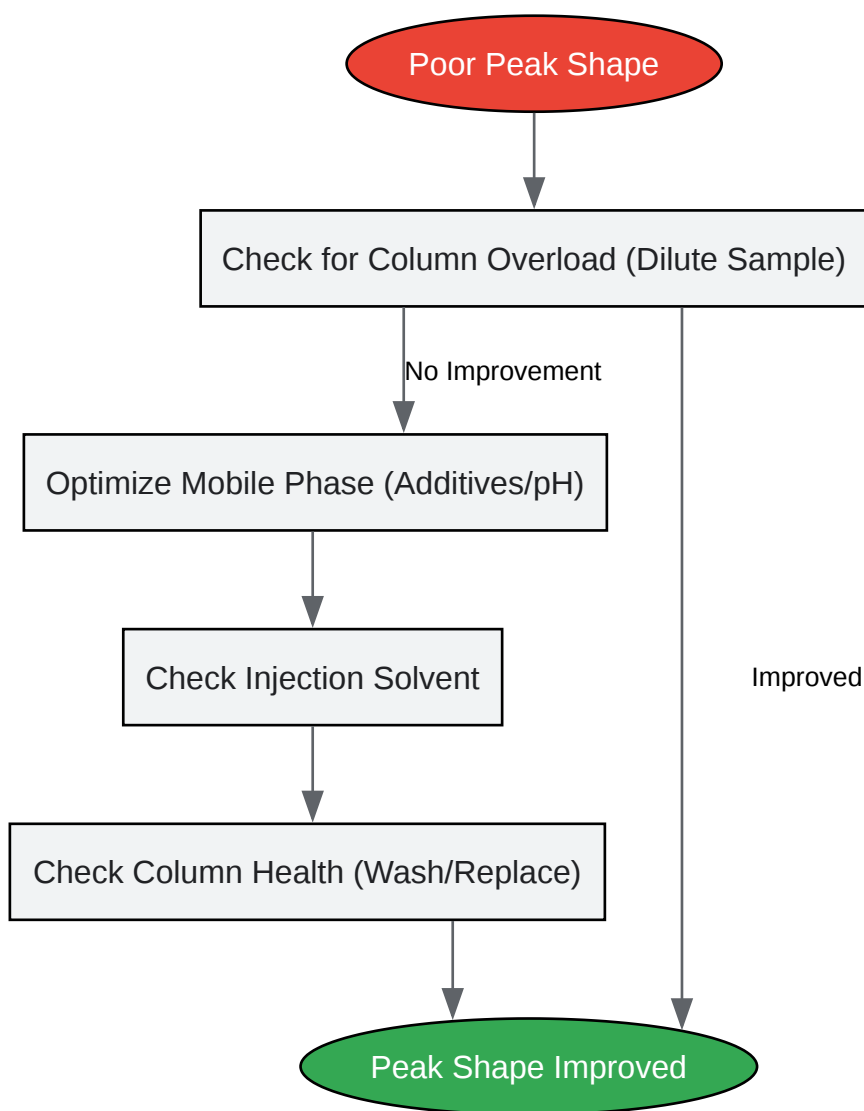 Poor Peak Shape
Check for Column Overload (Dilute Sample)
No Improvement
Optimize Mobile Phase (Additives/pH)
Check Injection Solvent
Improved
Check Column Health (Wash/Replace)
Peak Shape Improved